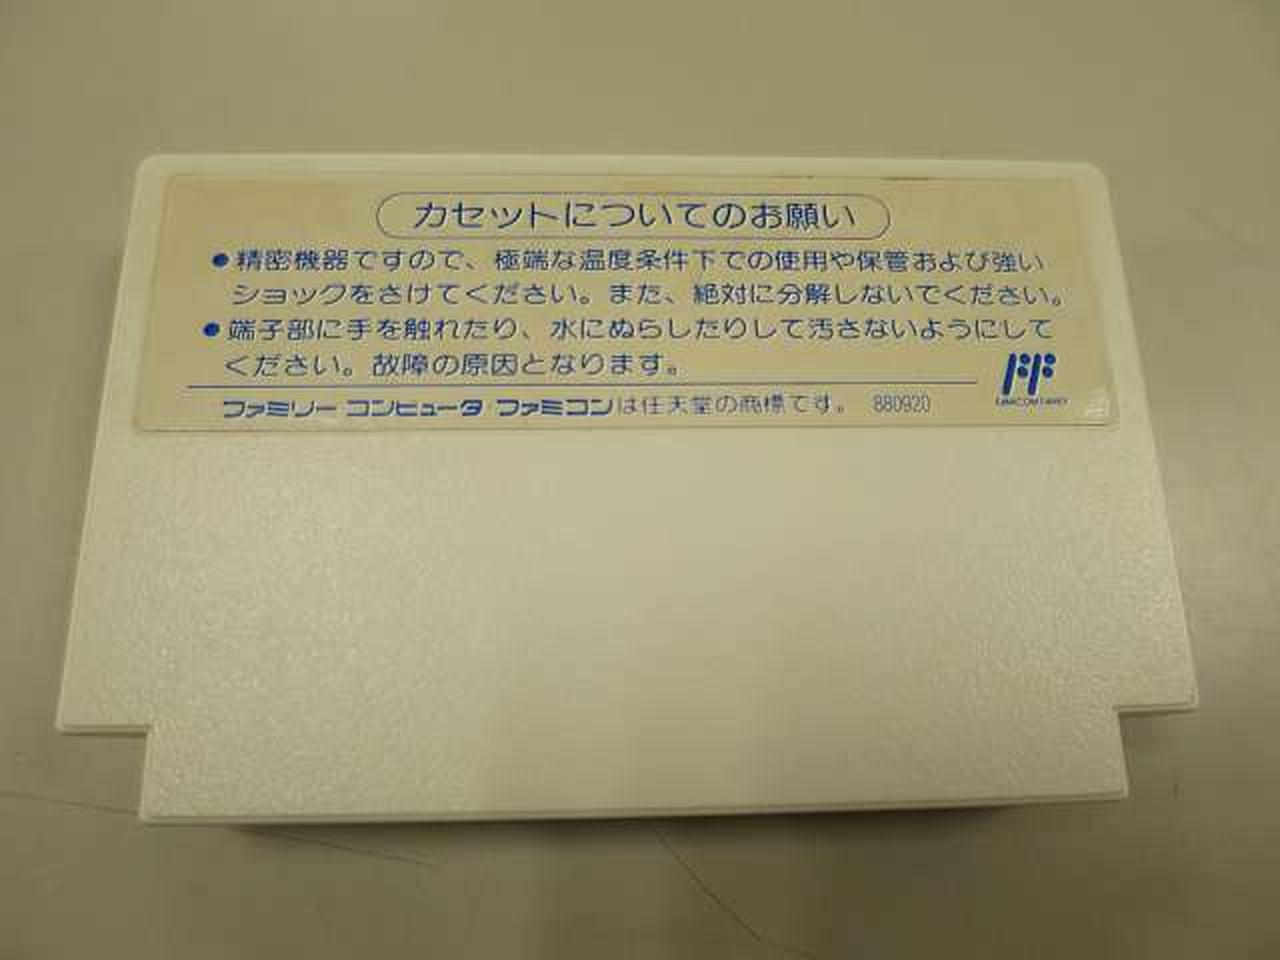 カセットについてのお願い
●精密機器ですので、極端な温度条件下での使用や保管および強い
ショックをさけてください。また、絶対に分解しないでください。
●端子部に手を触れたり、水にぬらしたりして汚さないようにして
ください。故障の原因となります。
ファミリーコンピュータ・ファミコンは任天堂の商標です。 880920
FAMICOM FAMILY